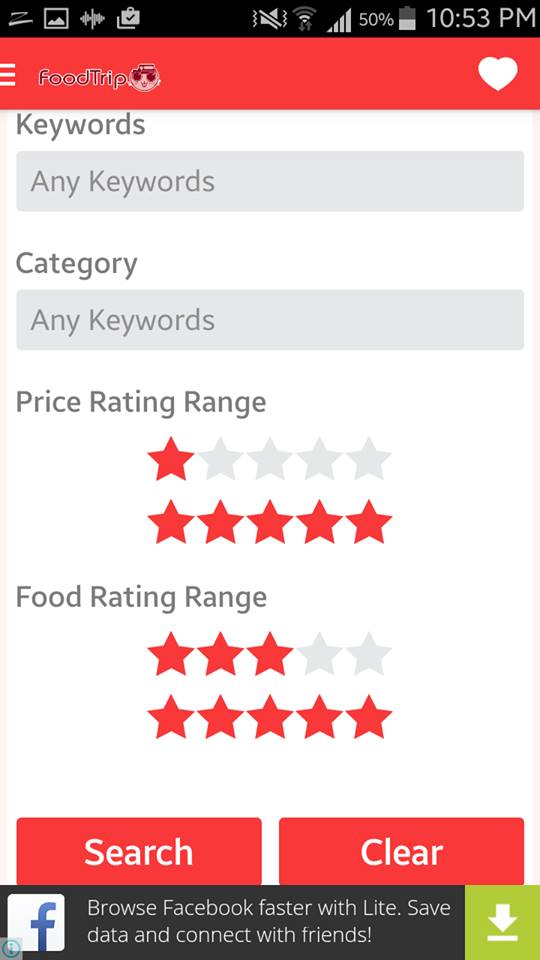 50% 10:53 PM
FoodTrip
Keywords
Any Keywords
Category
Any Keywords
Price Rating Range
Food Rating Range
Search Clear
Browse Facebook faster with Lite. Save
data and connect with friends!